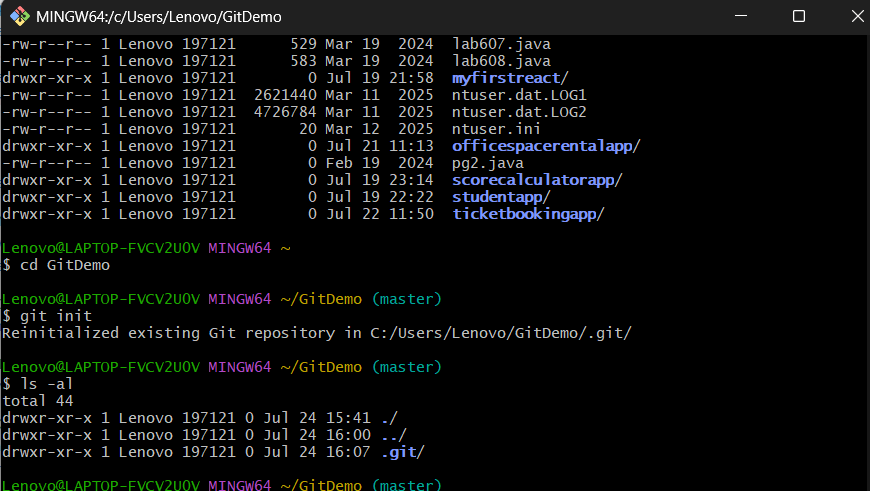 MINGW64:/c/Users/Lenovo/GitDemo
-rw-r--r-- 1 Lenovo 197121     529 Mar 19  2024 lab607.java
-rw-r--r-- 1 Lenovo 197121     583 Mar 19  2024 lab608.java
drwxr-xr-x 1 Lenovo 197121       0 Jul 19 21:58 myfirstreact/
-rw-r--r-- 1 Lenovo 197121 2621440 Mar 11  2025 ntuser.dat.LOG1
-rw-r--r-- 1 Lenovo 197121 4726784 Mar 11  2025 ntuser.dat.LOG2
-rw-r--r-- 1 Lenovo 197121      20 Mar 12  2025 ntuser.ini
drwxr-xr-x 1 Lenovo 197121       0 Jul 21 11:13 officespacerentalapp/
-rw-r--r-- 1 Lenovo 197121       0 Feb 19  2024 pg2.java
drwxr-xr-x 1 Lenovo 197121       0 Jul 19 23:14 scorecalculatorapp/
drwxr-xr-x 1 Lenovo 197121       0 Jul 19 22:22 studentapp/
drwxr-xr-x 1 Lenovo 197121       0 Jul 22 11:50 ticketbookingapp/
Lenovo@LAPTOP-FVCV2U0V MINGW64 ~
$ cd GitDemo
Lenovo@LAPTOP-FVCV2U0V MINGW64 ~/GitDemo (master)
$ git init
Reinitialized existing Git repository in C:/Users/Lenovo/GitDemo/.git/
Lenovo@LAPTOP-FVCV2U0V MINGW64 ~/GitDemo (master)
$ ls -al
total 44
drwxr-xr-x 1 Lenovo 197121 0 Jul 24 15:41 ./
drwxr-xr-x 1 Lenovo 197121 0 Jul 24 16:00 ../
drwxr-xr-x 1 Lenovo 197121 0 Jul 24 16:07 .git/
Lenovo@LAPTOP-FVCV2U0V MINGW64 ~/GitDemo (master)